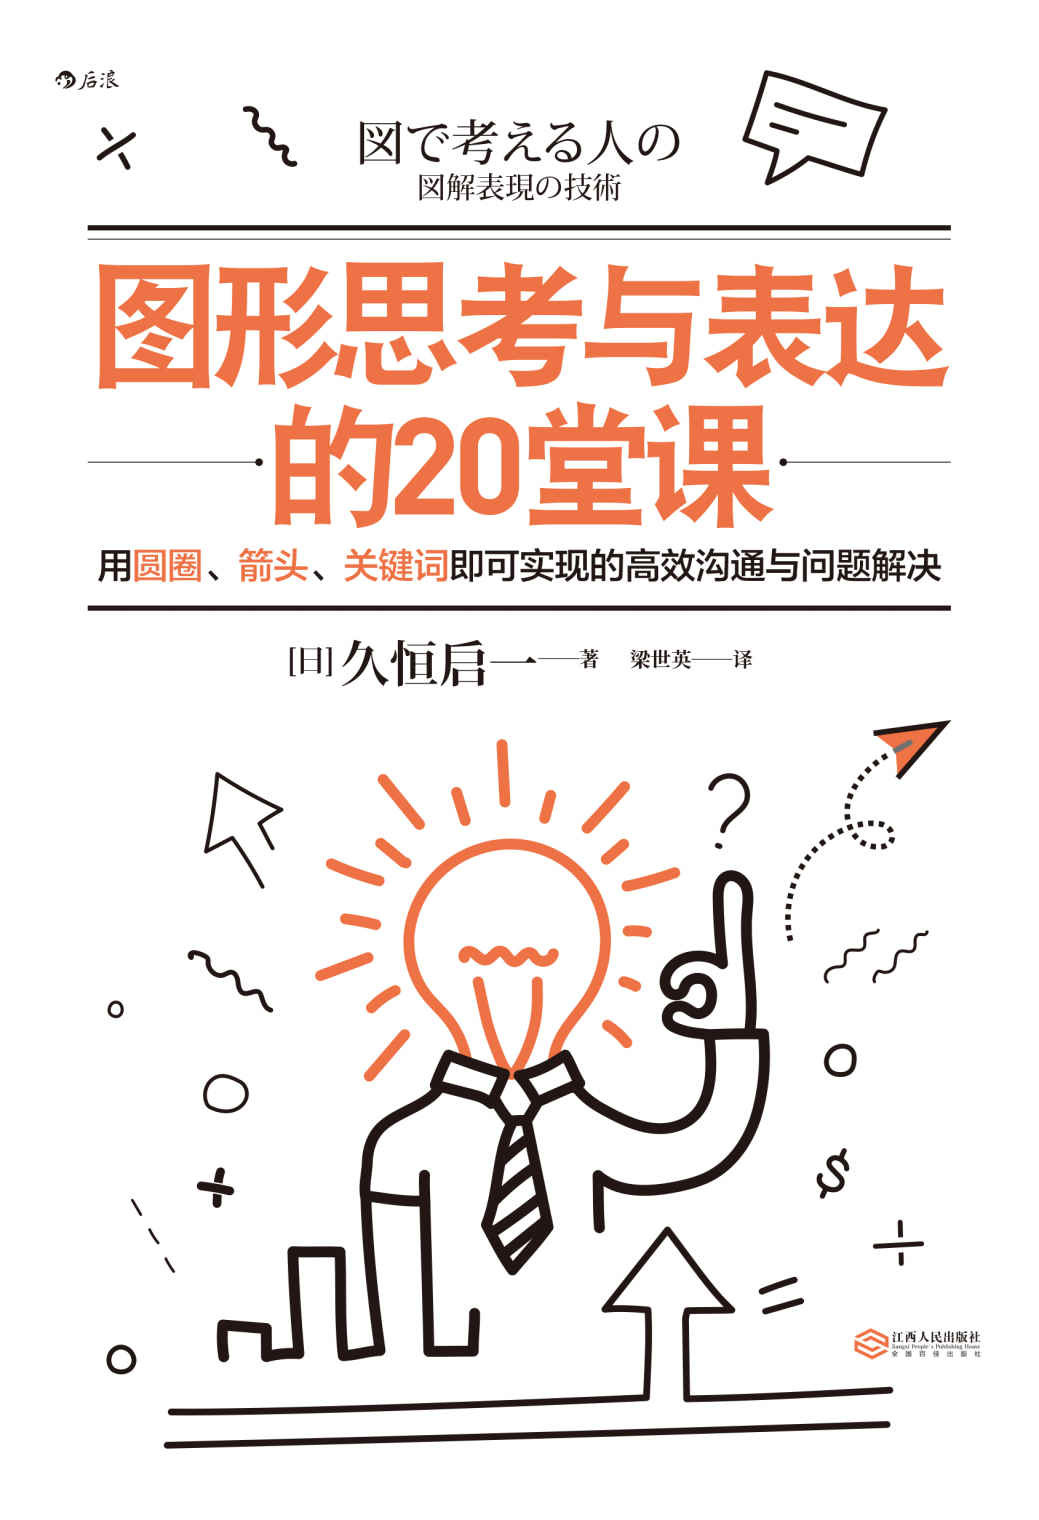 后浪
図で考える人の
図解表現の技術
图形思考与表达
的20堂课
用圆圈、箭头、关键词即可实现的高效沟通与问题解决
[日]久恒启一——著 梁世英——译
?
$
江西人民出版社
Jiangxi People's Publishing House
全国百佳出版社